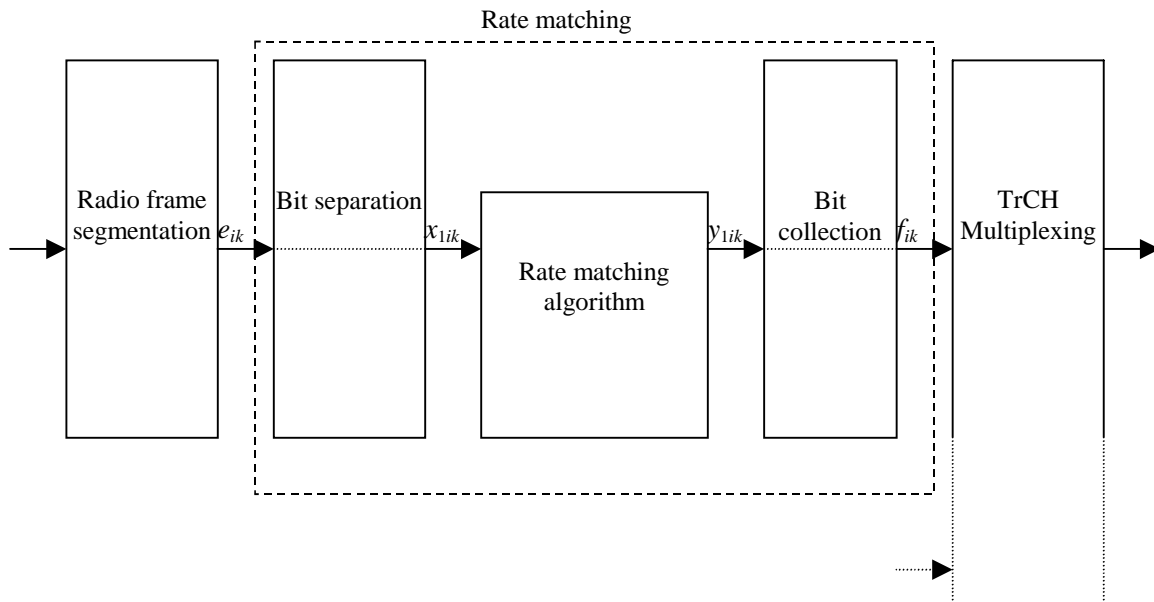 Rate matching
Radio frame
segmentation
e_ik
Bit separation
x_1ik
Rate matching
algorithm
y_1ik
Bit
collection
f_ik
TrCH
Multiplexing